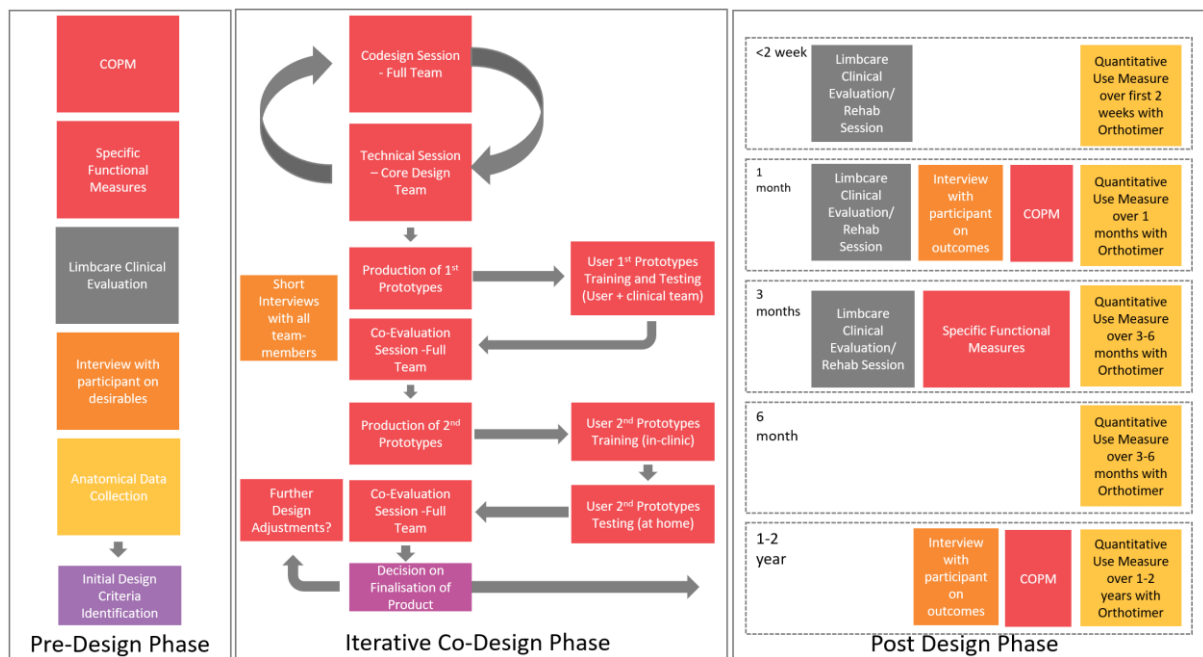 COPM
Specific
Functional
Measures
Limbcare Clinical
Evaluation
Interview with
participant on
desirables
Anatomical Data
Collection
Initial Design
Criteria
Identification
Pre-Design Phase
Codesign Session
- Full Team
Technical Session
– Core Design
Team
Production of 1st
Prototypes
User 1st Prototypes
Training and Testing
(User + clinical team)
Short
Interviews
with all
team-
members
Co-Evaluation
Session -Full
Team
Production of 2nd
Prototypes
User 2nd Prototypes
Training (in-clinic)
Further
Design
Adjustments?
Co-Evaluation
Session -Full
Team
User 2nd Prototypes
Testing (at home)
Decision on
Finalisation of
Product
Iterative Co-Design Phase
<2 week
Limbcare
Clinical
Evaluation/
Rehab
Session
Quantitative
Use Measure
over first 2
weeks with
Orthotimer
1
month
Limbcare
Clinical
Evaluation/
Rehab
Session
Interview
with
participant
on
outcomes
COPM
Quantitative
Use Measure
over 1
months with
Orthotimer
3
months
Limbcare
Clinical
Evaluation/
Rehab Session
Specific Functional
Measures
Quantitative
Use Measure
over 3-6
months with
Orthotimer
6
month
Quantitative
Use Measure
over 3-6
months with
Orthotimer
1-2
year
Interview
with
participant
on
outcomes
COPM
Quantitative
Use Measure
over 1-2
years with
Orthotimer
Post Design Phase